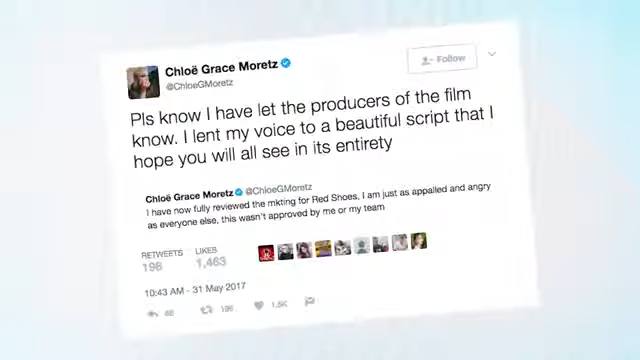 Chloë Grace Moretz
@ChloeGMoretz
Follow
Pls know I have let the producers of the film
know. I lent my voice to a beautiful script that I
hope you will all see in its entirety
Chloë Grace Moretz @ChloeGMoretz
I have now fully reviewed the mkting for Red Shoes, I am just as appalled and angry
as everyone else, this wasn't approved by me or my team
RETWEETS LIKES
196 1,463
10:43 AM - 31 May 2017
196 1.5K